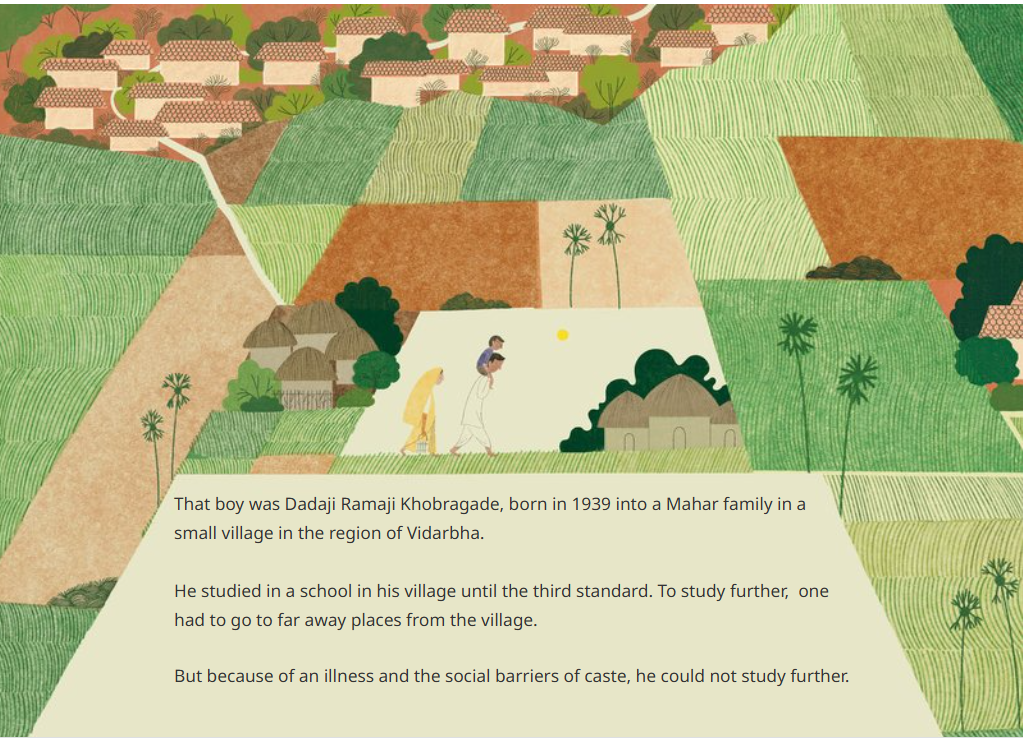 That boy was Dadaji Ramaji Khobragade, born in 1939 into a Mahar family in a
small village in the region of Vidarbha.
He studied in a school in his village until the third standard. To study further,  one
had to go to far away places from the village.
But because of an illness and the social barriers of caste, he could not study further.